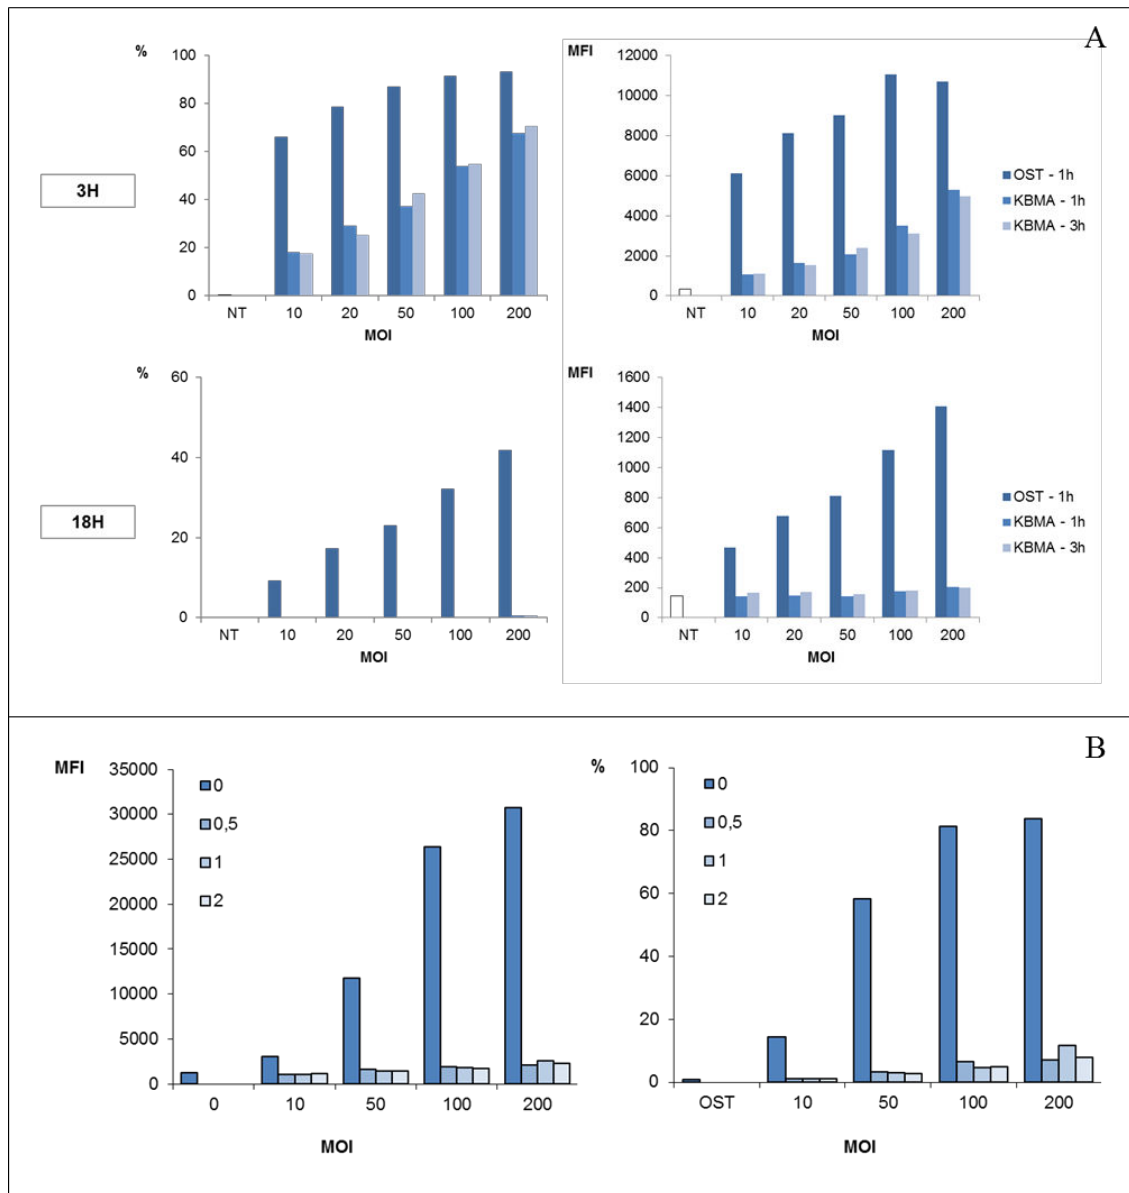 A
%
100
80
60
40
20
0
NT 10 20 50 100 200
MOI
3H
MFI
12000
10000
8000
6000
4000
2000
0
NT 10 20 50 100 200
MOI
OST - 1h
KBMA - 1h
KBMA - 3h
%
60
40
20
0
NT 10 20 50 100 200
MOI
18H
MFI
1600
1400
1200
1000
800
600
400
200
0
NT 10 20 50 100 200
MOI
OST - 1h
KBMA - 1h
KBMA - 3h
B
MFI
35000
30000
25000
20000
15000
10000
5000
0
0 10 50 100 200
MOI
0
0,5
1
2
%
100
80
60
40
20
0
OST 10 50 100 200
MOI
0
0,5
1
2